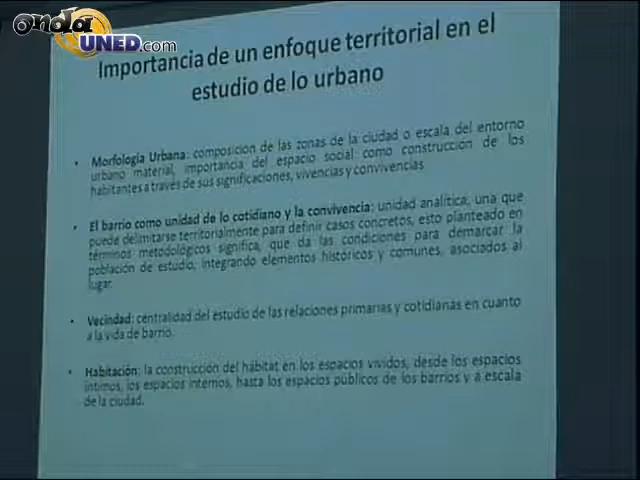 onda
UNED.com
Importancia de un enfoque territorial en el
estudio de lo urbano
• Morfología Urbana: composición de las zonas de la ciudad o escala del entorno
urbano material, importancia del espacio social como construcción de los
habitantes a través de sus significaciones, vivencias y convivencias.
• El barrio como unidad de lo cotidiano y la convivencia: unidad analítica, una que
puede delimitarse territorialmente para definir casos concretos, esto planteado en
términos metodológicos significa, que da las condiciones para demarcar la
población de estudio, integrando elementos históricos y comunes, asociados al
lugar.
• Vecindad: centralidad del estudio de las relaciones primarias y cotidianas en cuanto
a la vida de barrio.
• Habitación: la construcción del hábitat en los espacios vividos, desde los espacios
íntimos, los espacios internos, hasta los espacios públicos de los barrios y a escala
de la ciudad.